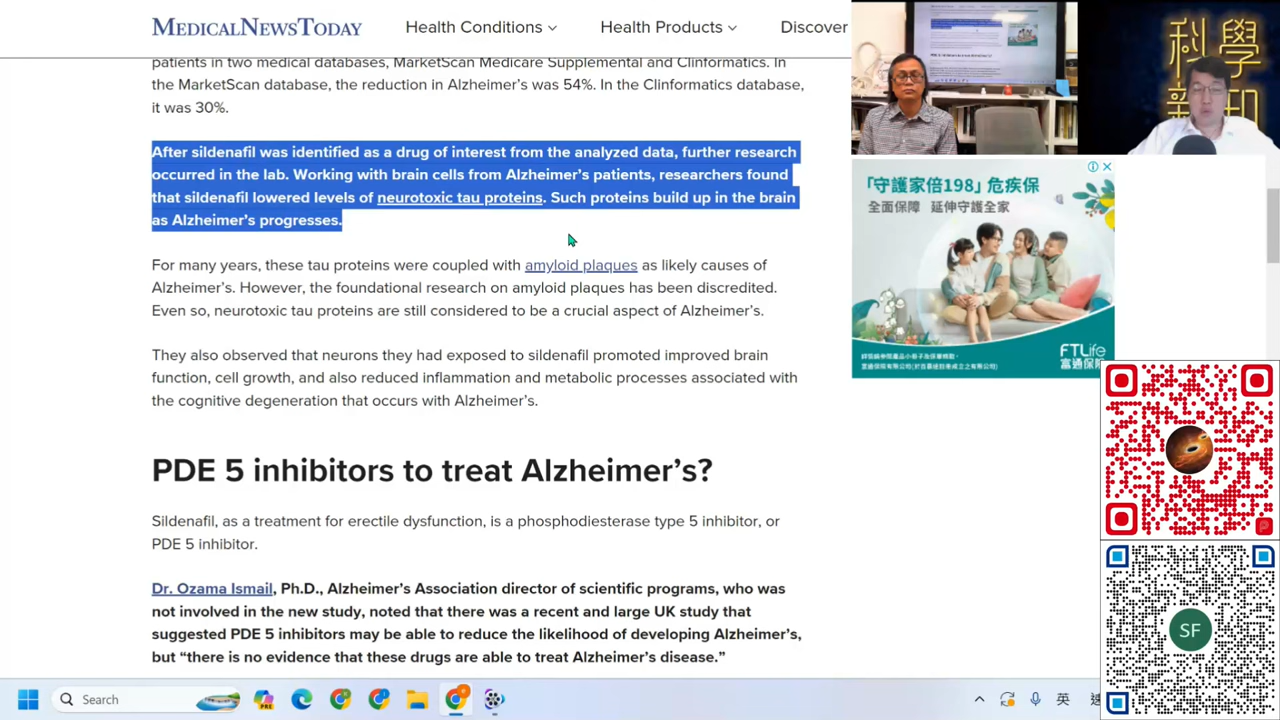 MEDICALNEWSTODAY
Health Conditions
Health Products
Discover
the MarketScan database, the reduction in Alzheimer's was 54%. In the Clinformatics database,
it was 30%.
After sildenafil was identified as a drug of interest from the analyzed data, further research
occurred in the lab. Working with brain cells from Alzheimer's patients, researchers found
that sildenafil lowered levels of neurotoxic tau proteins. Such proteins build up in the brain
as Alzheimer's progresses.
For many years, these tau proteins were coupled with amyloid plaques as likely causes of
Alzheimer's. However, the foundational research on amyloid plaques has been discredited.
Even so, neurotoxic tau proteins are still considered to be a crucial aspect of Alzheimer's.
They also observed that neurons they had exposed to sildenafil promoted improved brain
function, cell growth, and also reduced inflammation and metabolic processes associated with
the cognitive degeneration that occurs with Alzheimer's.
PDE 5 inhibitors to treat Alzheimer's?
Sildenafil, as a treatment for erectile dysfunction, is a phosphodiesterase type 5 inhibitor, or
PDE 5 inhibitor.
Dr. Ozama Ismail, Ph.D., Alzheimer's Association director of scientific programs, who was
not involved in the new study, noted that there was a recent and large UK study that
suggested PDE 5 inhibitors may be able to reduce the likelihood of developing Alzheimer's,
but “there is no evidence that these drugs are able to treat Alzheimer's disease.”
科學
新知
「守護家倍198」危疾保
全面保障 延伸守護全家
FTLife
富通保險
SF
Search
英
速